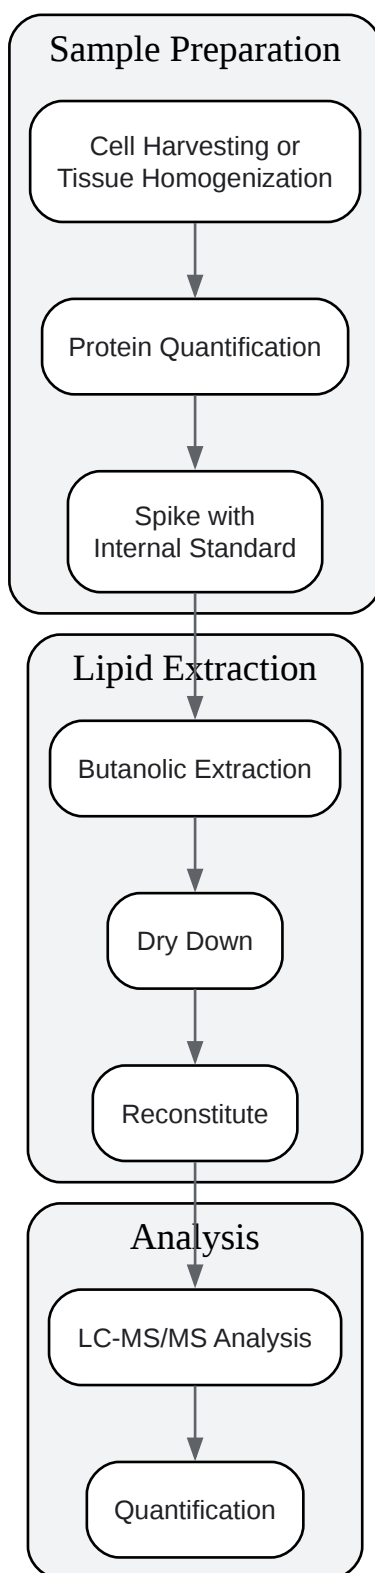 Sample Preparation
Cell Harvesting or
Tissue Homogenization
Protein Quantification
Spike with
Internal Standard
Lipid Extraction
Butanolic Extraction
Dry Down
Reconstitute
Analysis
LC-MS/MS Analysis
Quantification